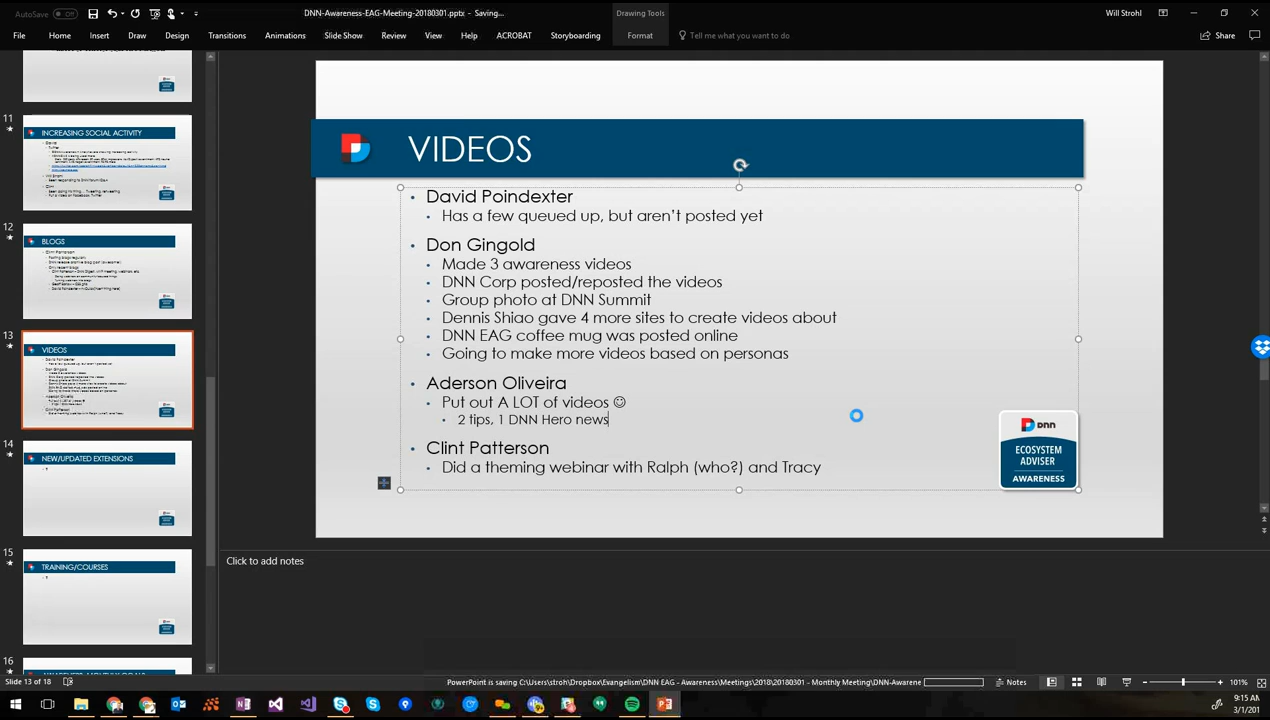 AutoSave
Off
DNN-Awareness-EAG-Meeting-20180301.pptx - Saving...
Drawing Tools
Will Strohl
File
Home
Insert
Draw
Design
Transitions
Animations
Slide Show
Review
View
Help
ACROBAT
Storyboarding
Format
Tell me what you want to do
Share
11
INCREASING SOCIAL ACTIVITY
12
BLOGS
13
VIDEOS
14
NEW/UPDATED EXTENSIONS
15
TRAINING/COURSES
16
VIDEOS
• David Poindexter
• Has a few queued up, but aren't posted yet
• Don Gingold
• Made 3 awareness videos
• DNN Corp posted/reposted the videos
• Group photo at DNN Summit
• Dennis Shiao gave 4 more sites to create videos about
• DNN EAG coffee mug was posted online
• Going to make more videos based on personas
• Aderson Oliveira
• Put out A LOT of videos ☺
• 2 tips, 1 DNN Hero news
• Clint Patterson
• Did a theming webinar with Ralph (who?) and Tracy
dnn
ECOSYSTEM
ADVISER
AWARENESS
Click to add notes
Slide 13 of 18
PowerPoint is saving C:\Users\stroh\Dropbox\Evangelism\DNN EAG - Awareness\Meetings\2018\20180301 - Monthly Meeting\DNN-Awarene
Notes
101%
9:15 AM
3/1/201